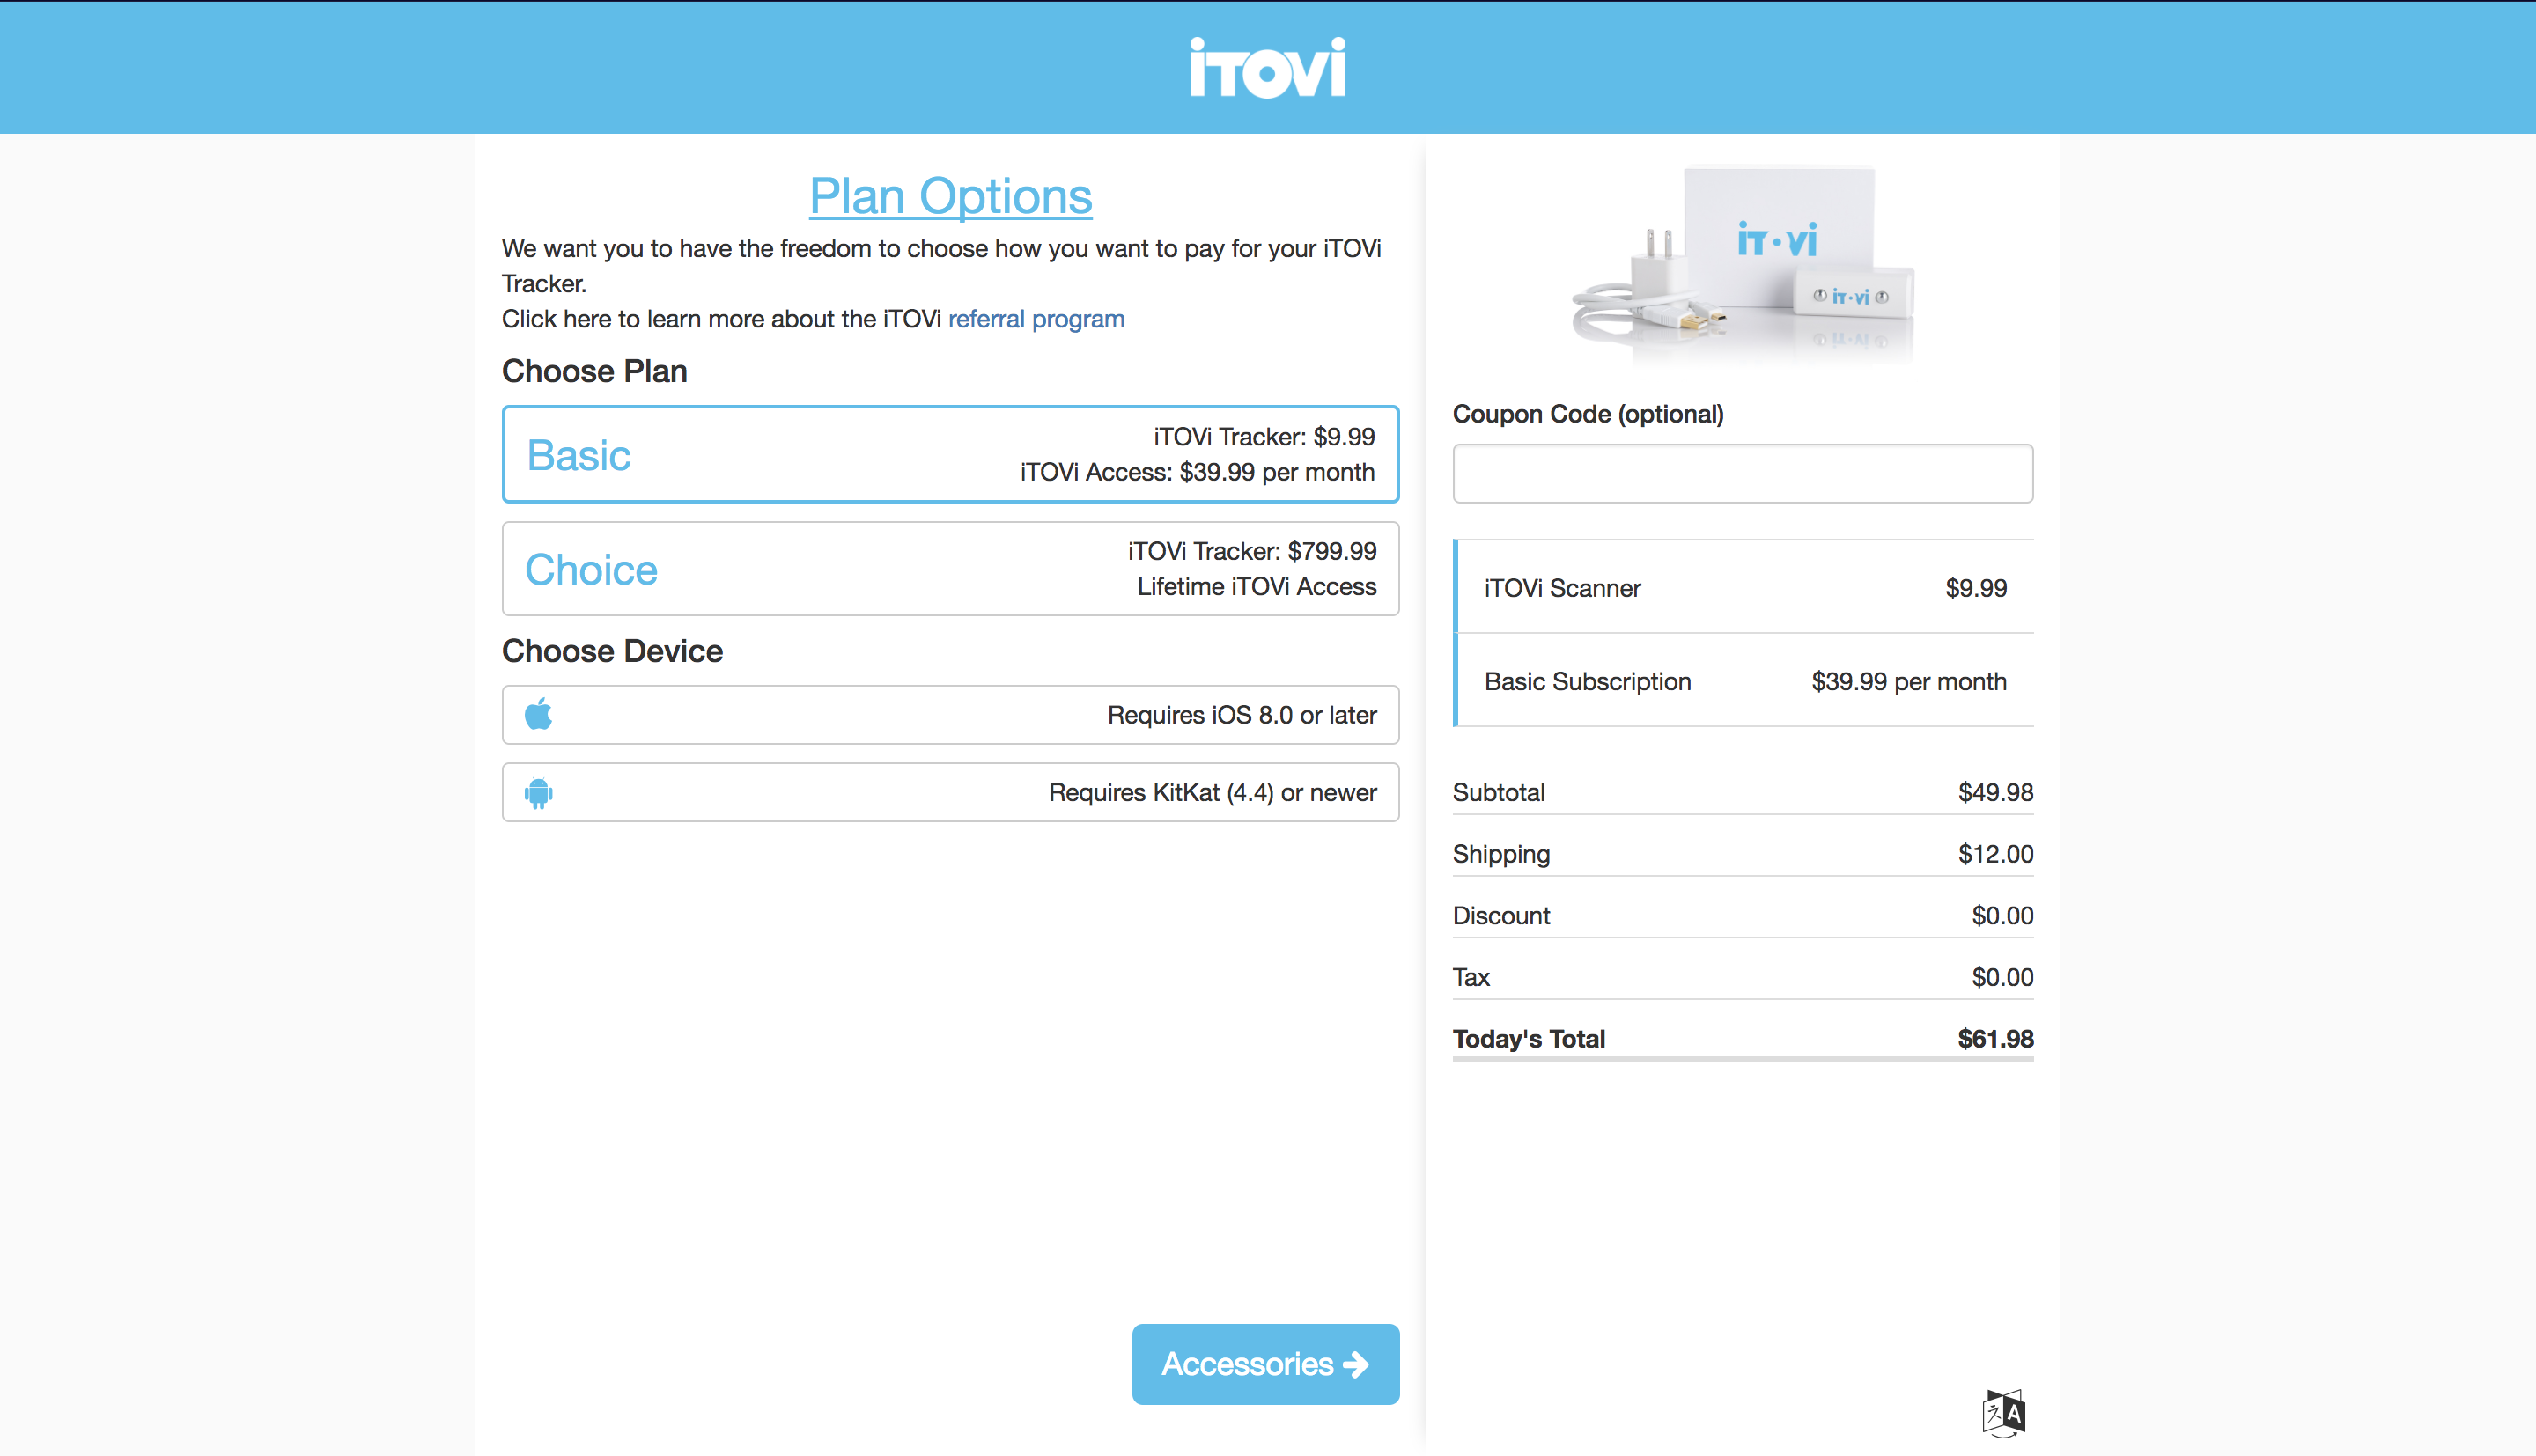 iTOVi
Plan Options
We want you to have the freedom to choose how you want to pay for your iTOVi
Tracker.
Click here to learn more about the iTOVi referral program
Choose Plan
Basic
iTOVi Tracker: $9.99
iTOVi Access: $39.99 per month
Choice
iTOVi Tracker: $799.99
Lifetime iTOVi Access
Choose Device
Requires iOS 8.0 or later
Requires KitKat (4.4) or newer
Accessories
iT·Vi
iT·Vi
Coupon Code (optional)
iTOVi Scanner $9.99
Basic Subscription $39.99 per month
Subtotal $49.98
Shipping $12.00
Discount $0.00
Tax $0.00
Today's Total $61.98
文A